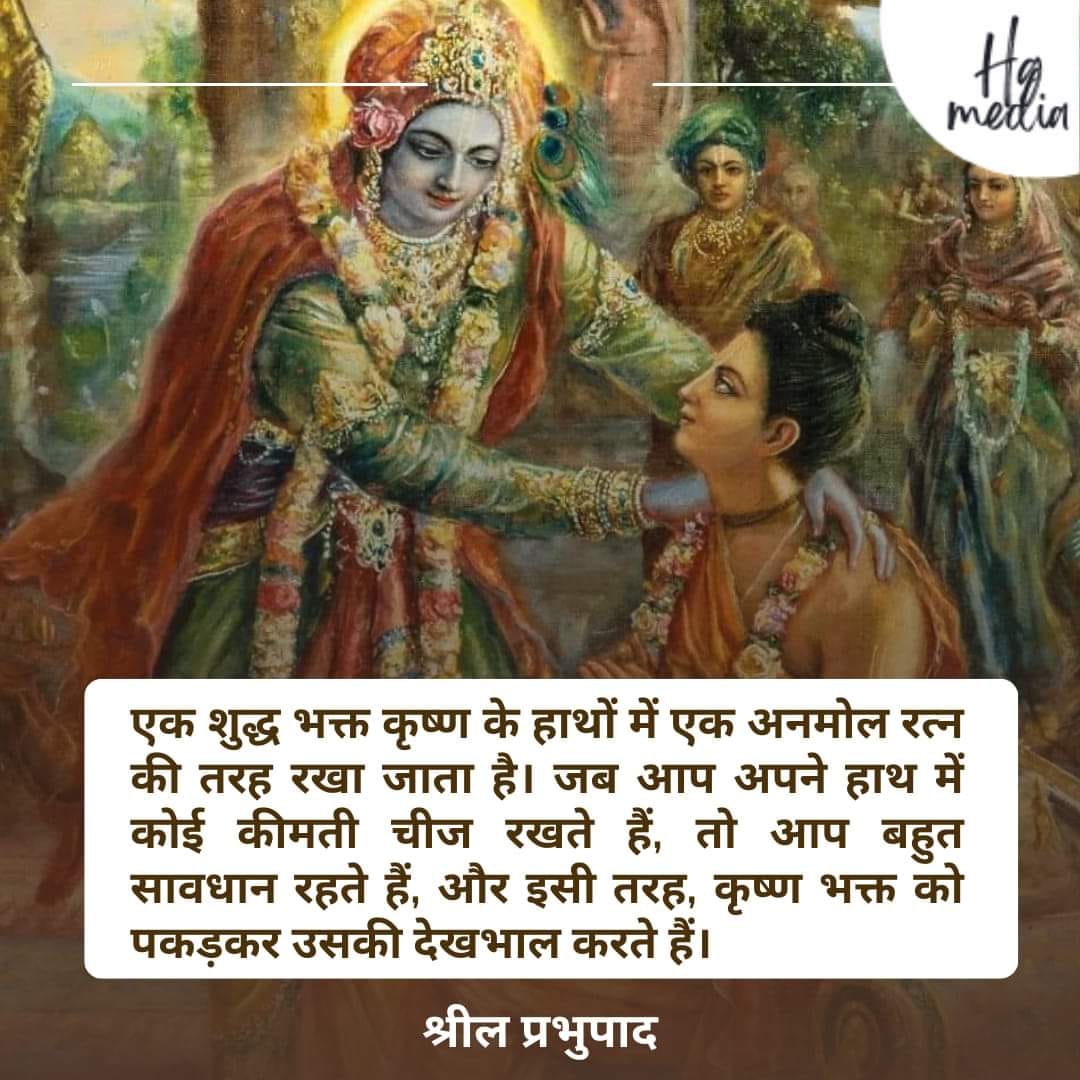 Hg
media
एक शुद्ध भक्त कृष्ण के हाथों में एक अनमोल रत्न
की तरह रखा जाता है। जब आप अपने हाथ में
कोई कीमती चीज रखते हैं, तो आप बहुत
सावधान रहते हैं, और इसी तरह, कृष्ण भक्त को
पकड़कर उसकी देखभाल करते हैं।
श्रील प्रभुपाद